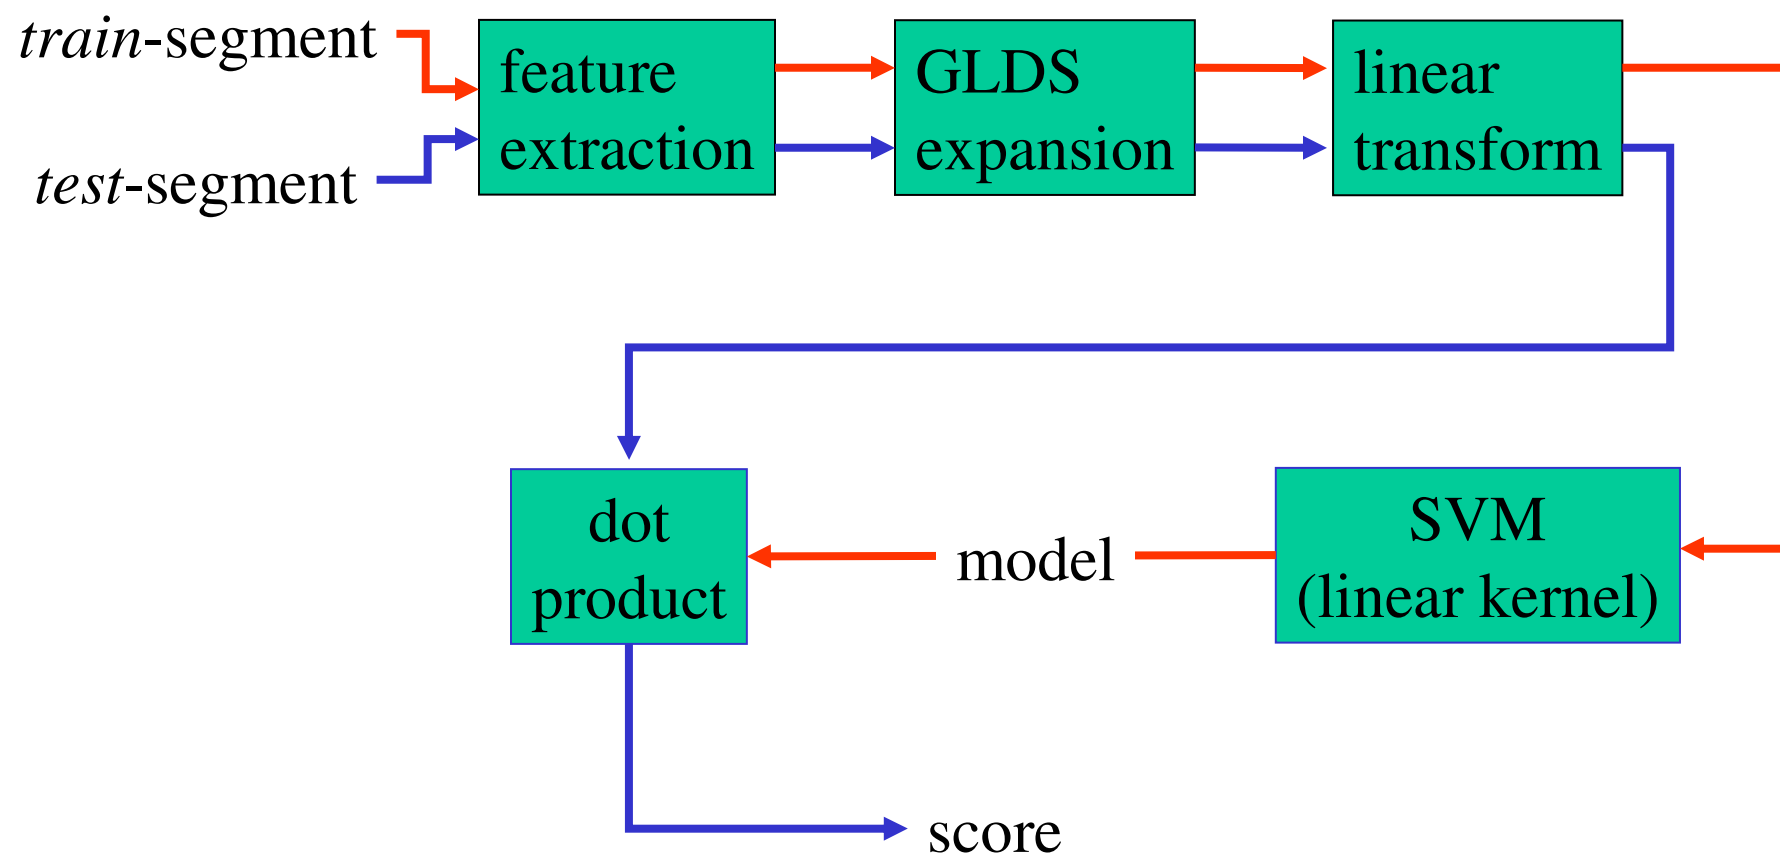 train-segment
test-segment
feature
extraction
GLDS
expansion
linear
transform
dot
product
model
SVM
(linear kernel)
score